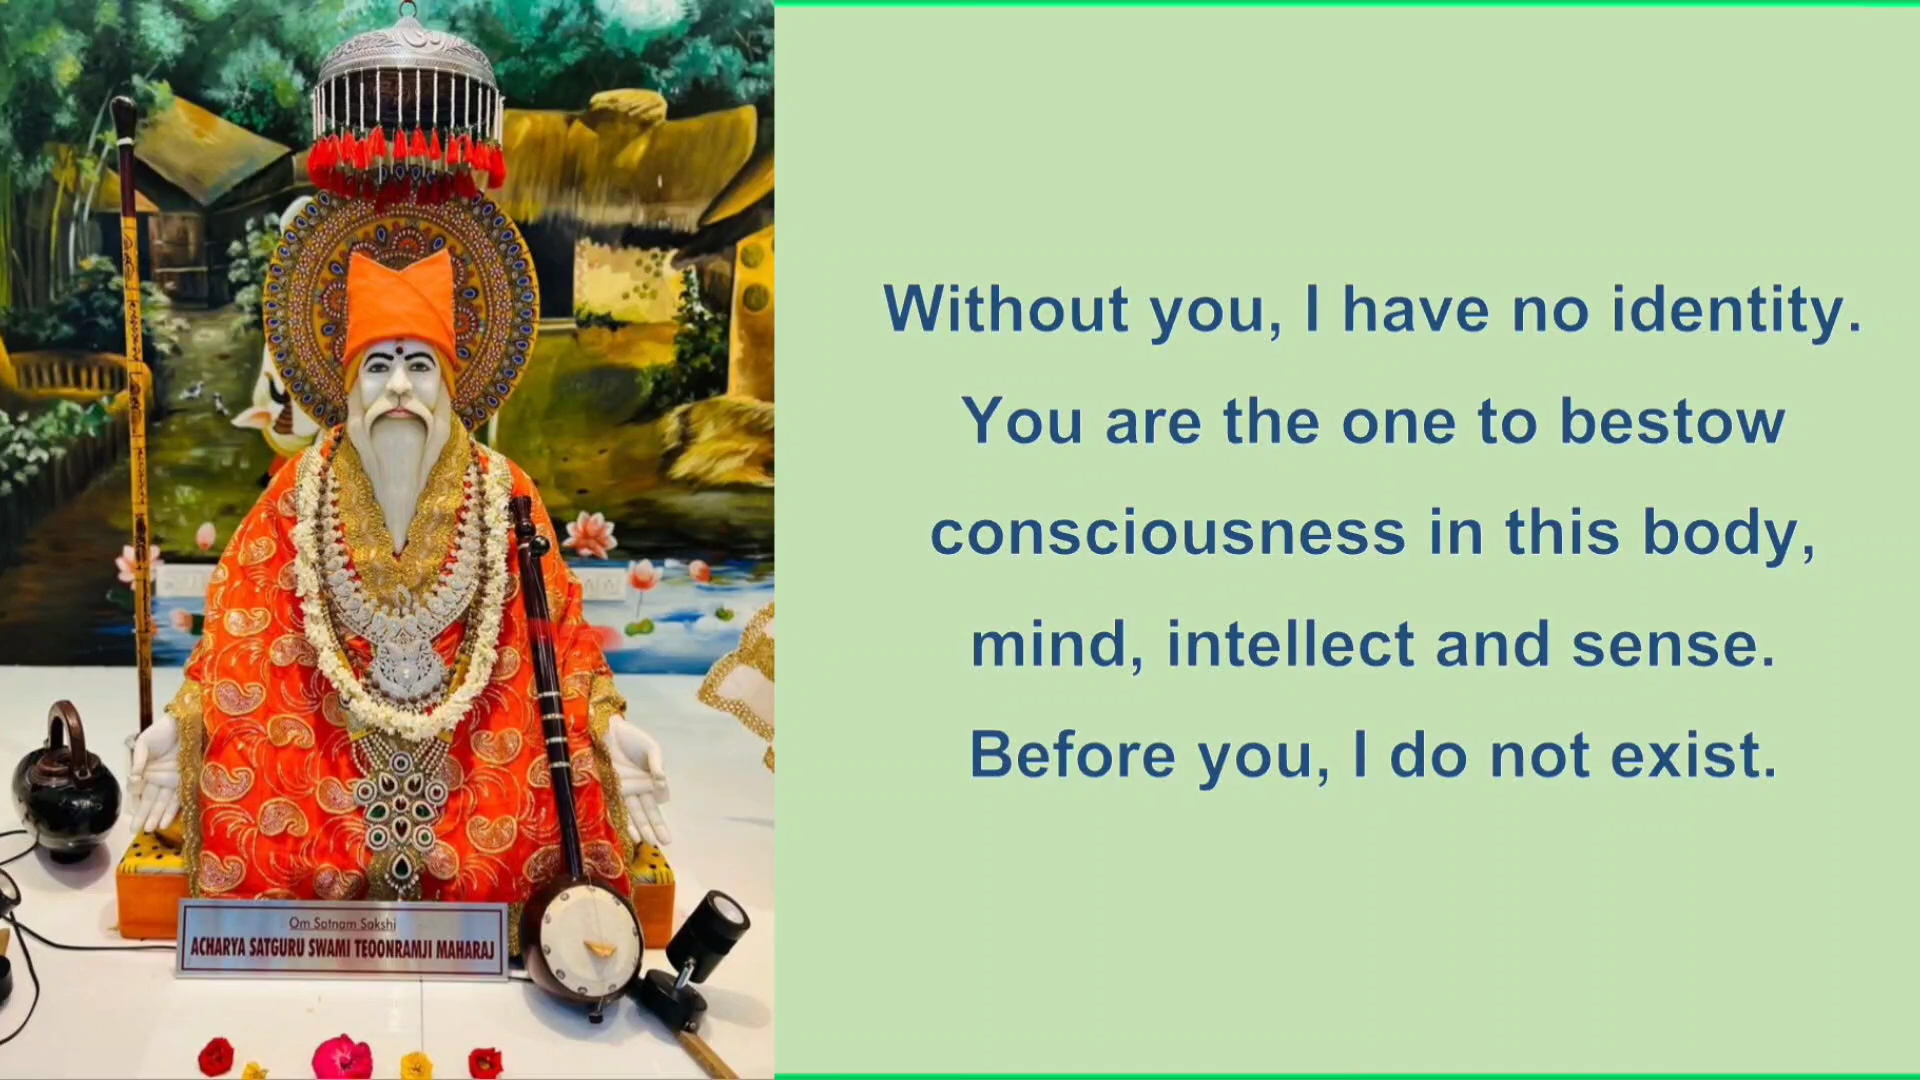 Om Satnam Sakshi
ACHARYA SATGURU SWAMI TEOONRAMJI MAHARAJ
Without you, I have no identity.
You are the one to bestow
consciousness in this body,
mind, intellect and sense.
Before you, I do not exist.